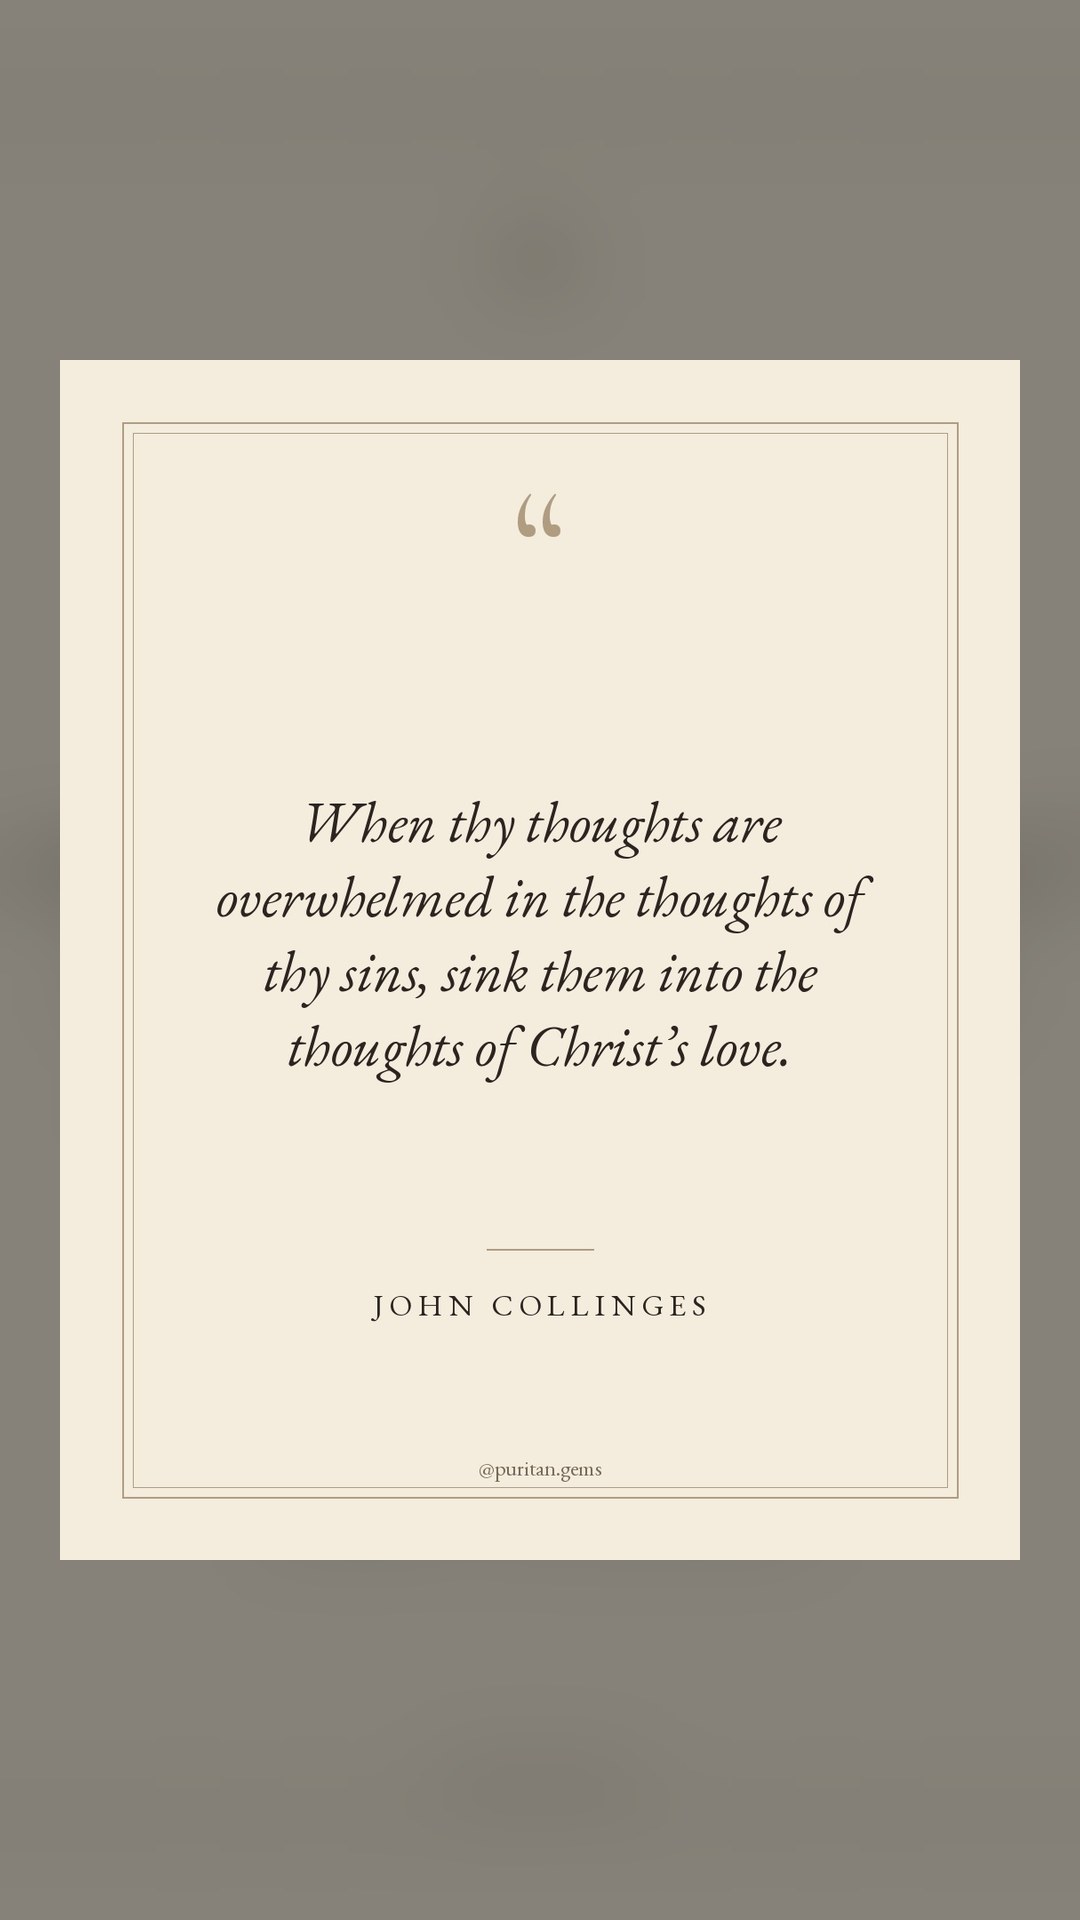 “
When thy thoughts are
overwhelmed in the thoughts of
thy sins, sink them into the
thoughts of Christ’s love.
JOHN COLLINGES
@puritan.gems